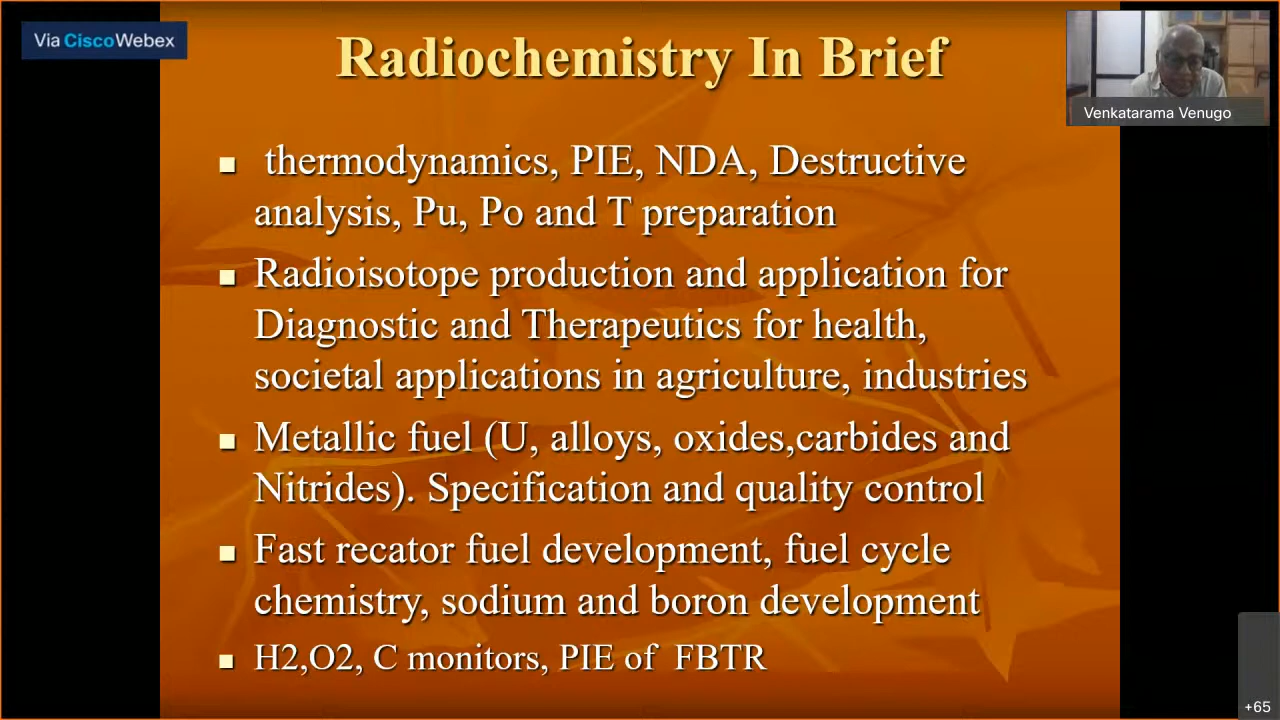 Via Cisco Webex
Radiochemistry In Brief
Venkatarama Venugo
■ thermodynamics, PIE, NDA, Destructive
analysis, Pu, Po and T preparation
■ Radioisotope production and application for
Diagnostic and Therapeutics for health,
societal applications in agriculture, industries
■ Metallic fuel (U, alloys, oxides,carbides and
Nitrides). Specification and quality control
■ Fast recator fuel development, fuel cycle
chemistry, sodium and boron development
■ H2,O2, C monitors, PIE of FBTR
+65